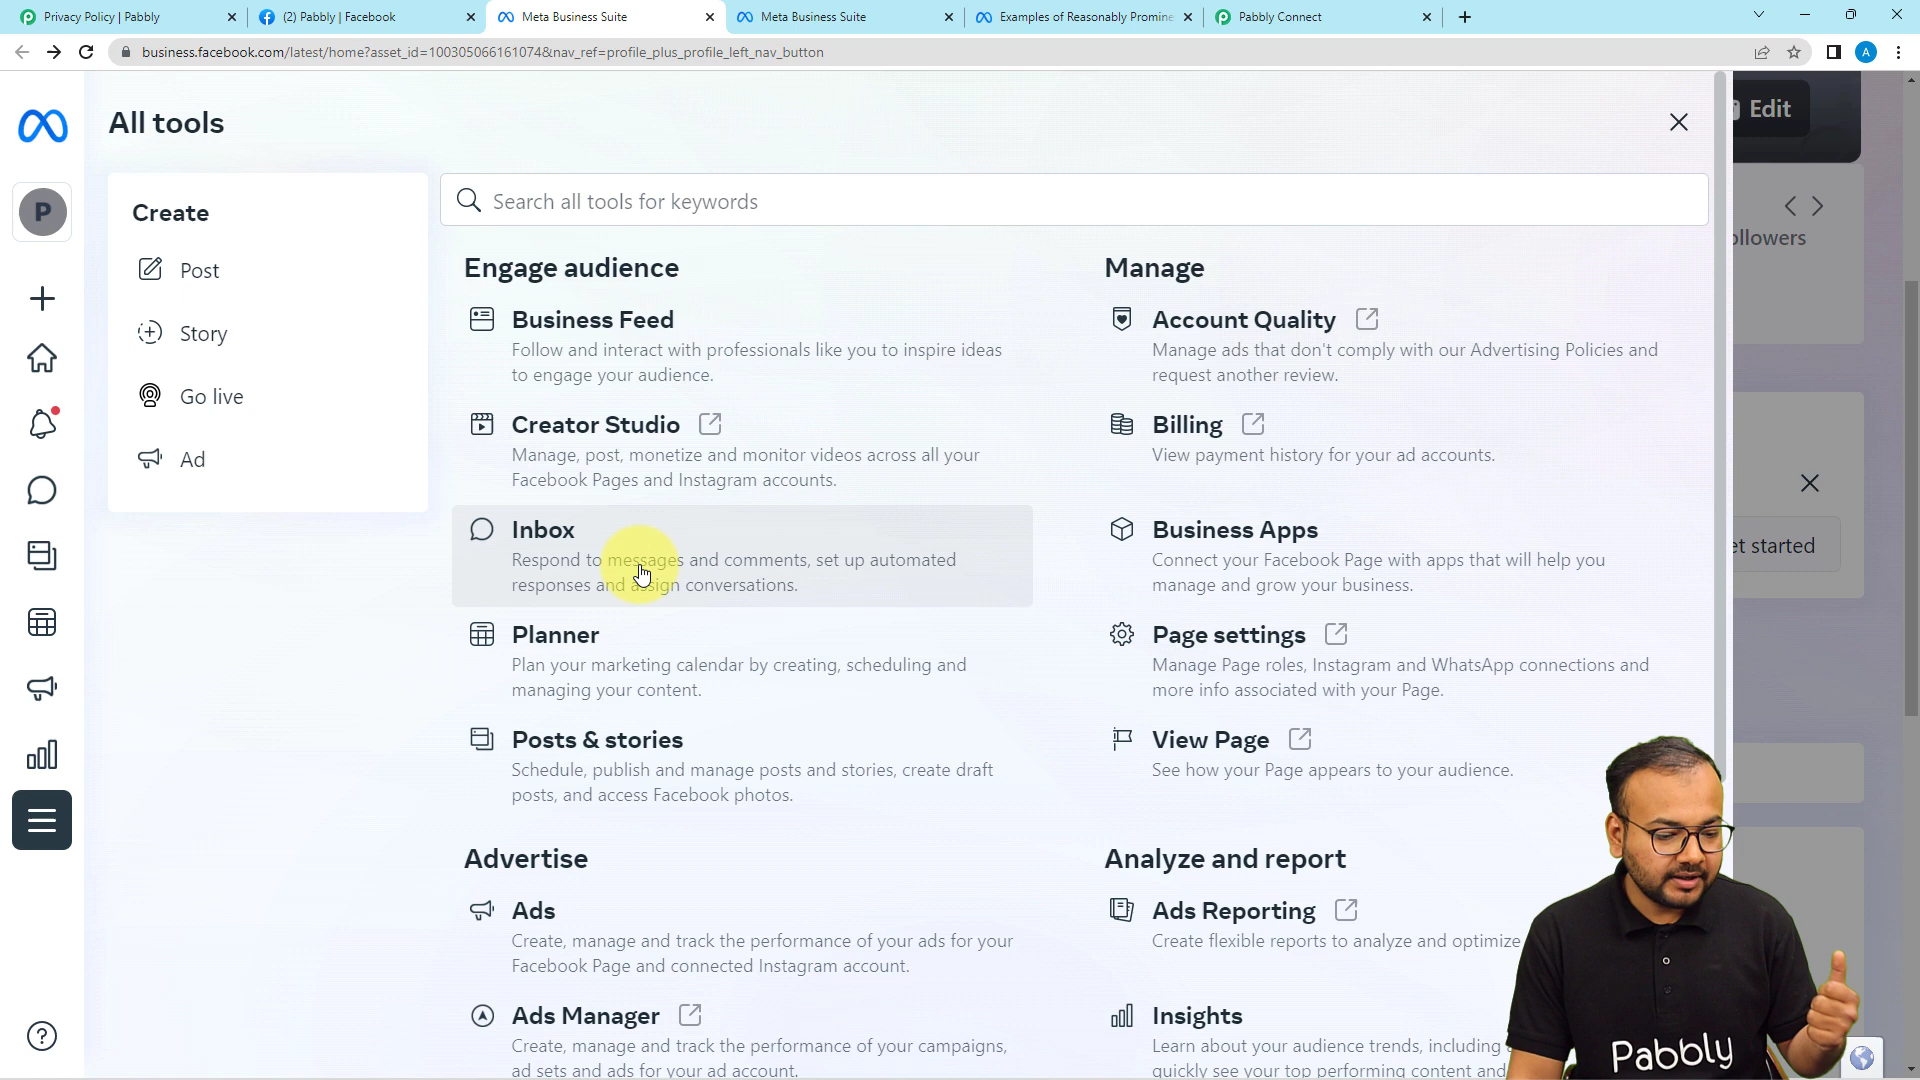 Privacy Policy | Pabbly
(2) Pabbly | Facebook
Meta Business Suite
Meta Business Suite
Examples of Reasonably Promine
Pabbly Connect
business.facebook.com/latest/home?asset_id=100305066161074&nav_ref=profile_plus_profile_left_nav_button
A
All tools
Edit
P
Create
Post
Story
Go live
Ad
Search all tools for keywords
ollowers
Engage audience
Business Feed
Follow and interact with professionals like you to inspire ideas
to engage your audience.
Creator Studio
Manage, post, monetize and monitor videos across all your
Facebook Pages and Instagram accounts.
Inbox
Respond to messages and comments, set up automated
responses and assign conversations.
Planner
Plan your marketing calendar by creating, scheduling and
managing your content.
Posts & stories
Schedule, publish and manage posts and stories, create draft
posts, and access Facebook photos.
Manage
Account Quality
Manage ads that don't comply with our Advertising Policies and
request another review.
Billing
View payment history for your ad accounts.
Business Apps
Connect your Facebook Page with apps that will help you
manage and grow your business.
Page settings
Manage Page roles, Instagram and WhatsApp connections and
more info associated with your Page.
View Page
See how your Page appears to your audience.
et started
Advertise
Ads
Create, manage and track the performance of your ads for your
Facebook Page and connected Instagram account.
Ads Manager
Create, manage and track the performance of your campaigns,
ad sets and ads for your ad account.
Analyze and report
Ads Reporting
Create flexible reports to analyze and optimize
Insights
Learn about your audience trends, including
quickly see your top performing content and
Pabbly